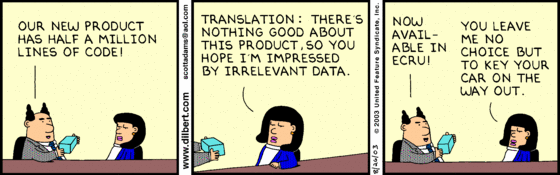 OUR NEW PRODUCT
HAS HALF A MILLION
LINES OF CODE!
www.dilbert.com
scottadams@aol.com
TRANSLATION: THERE'S
NOTHING GOOD ABOUT
THIS PRODUCT, SO YOU
HOPE I'M IMPRESSED
BY IRRELEVANT DATA.
8/20/03
© 2003 United Feature Syndicate, Inc.
NOW
AVAIL-
ABLE IN
ECRU!
YOU LEAVE
ME NO
CHOICE BUT
TO KEY YOUR
CAR ON THE
WAY OUT.